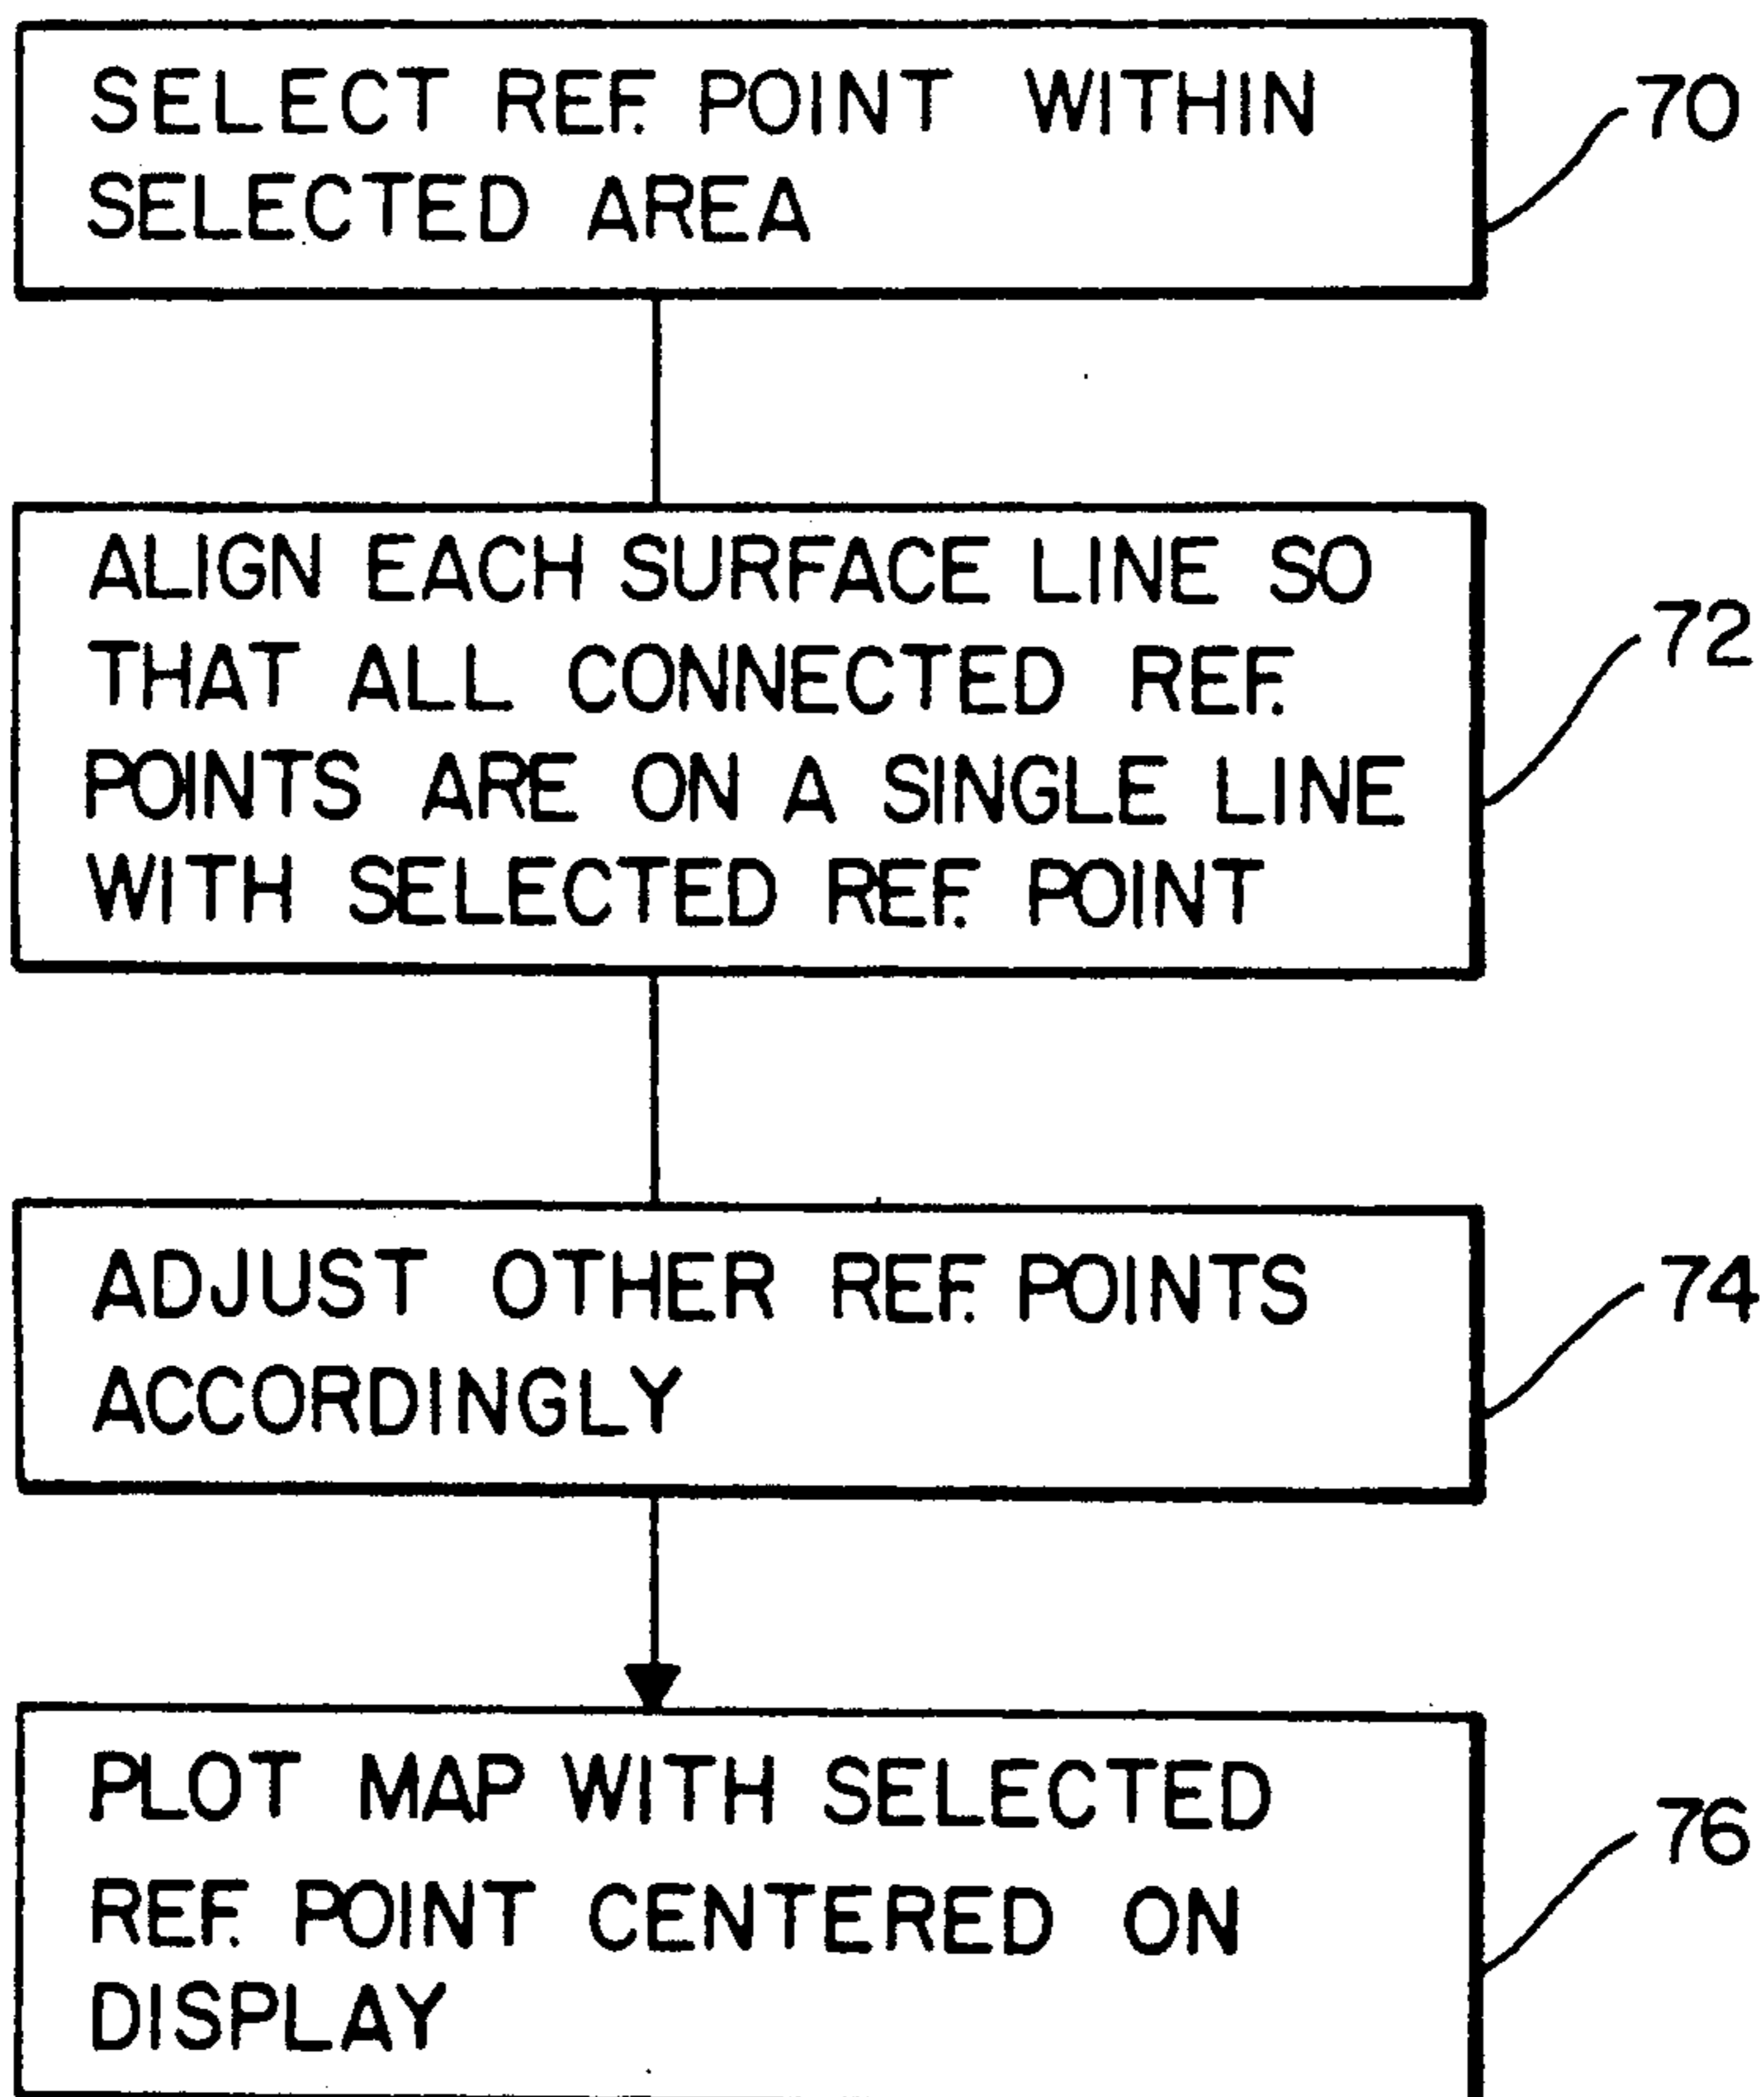 SELECT REF. POINT WITHIN
SELECTED AREA
70
ALIGN EACH SURFACE LINE SO
THAT ALL CONNECTED REF.
POINTS ARE ON A SINGLE LINE
WITH SELECTED REF. POINT
72
ADJUST OTHER REF. POINTS
ACCORDINGLY
74
PLOT MAP WITH SELECTED
REF. POINT CENTERED ON
DISPLAY
76